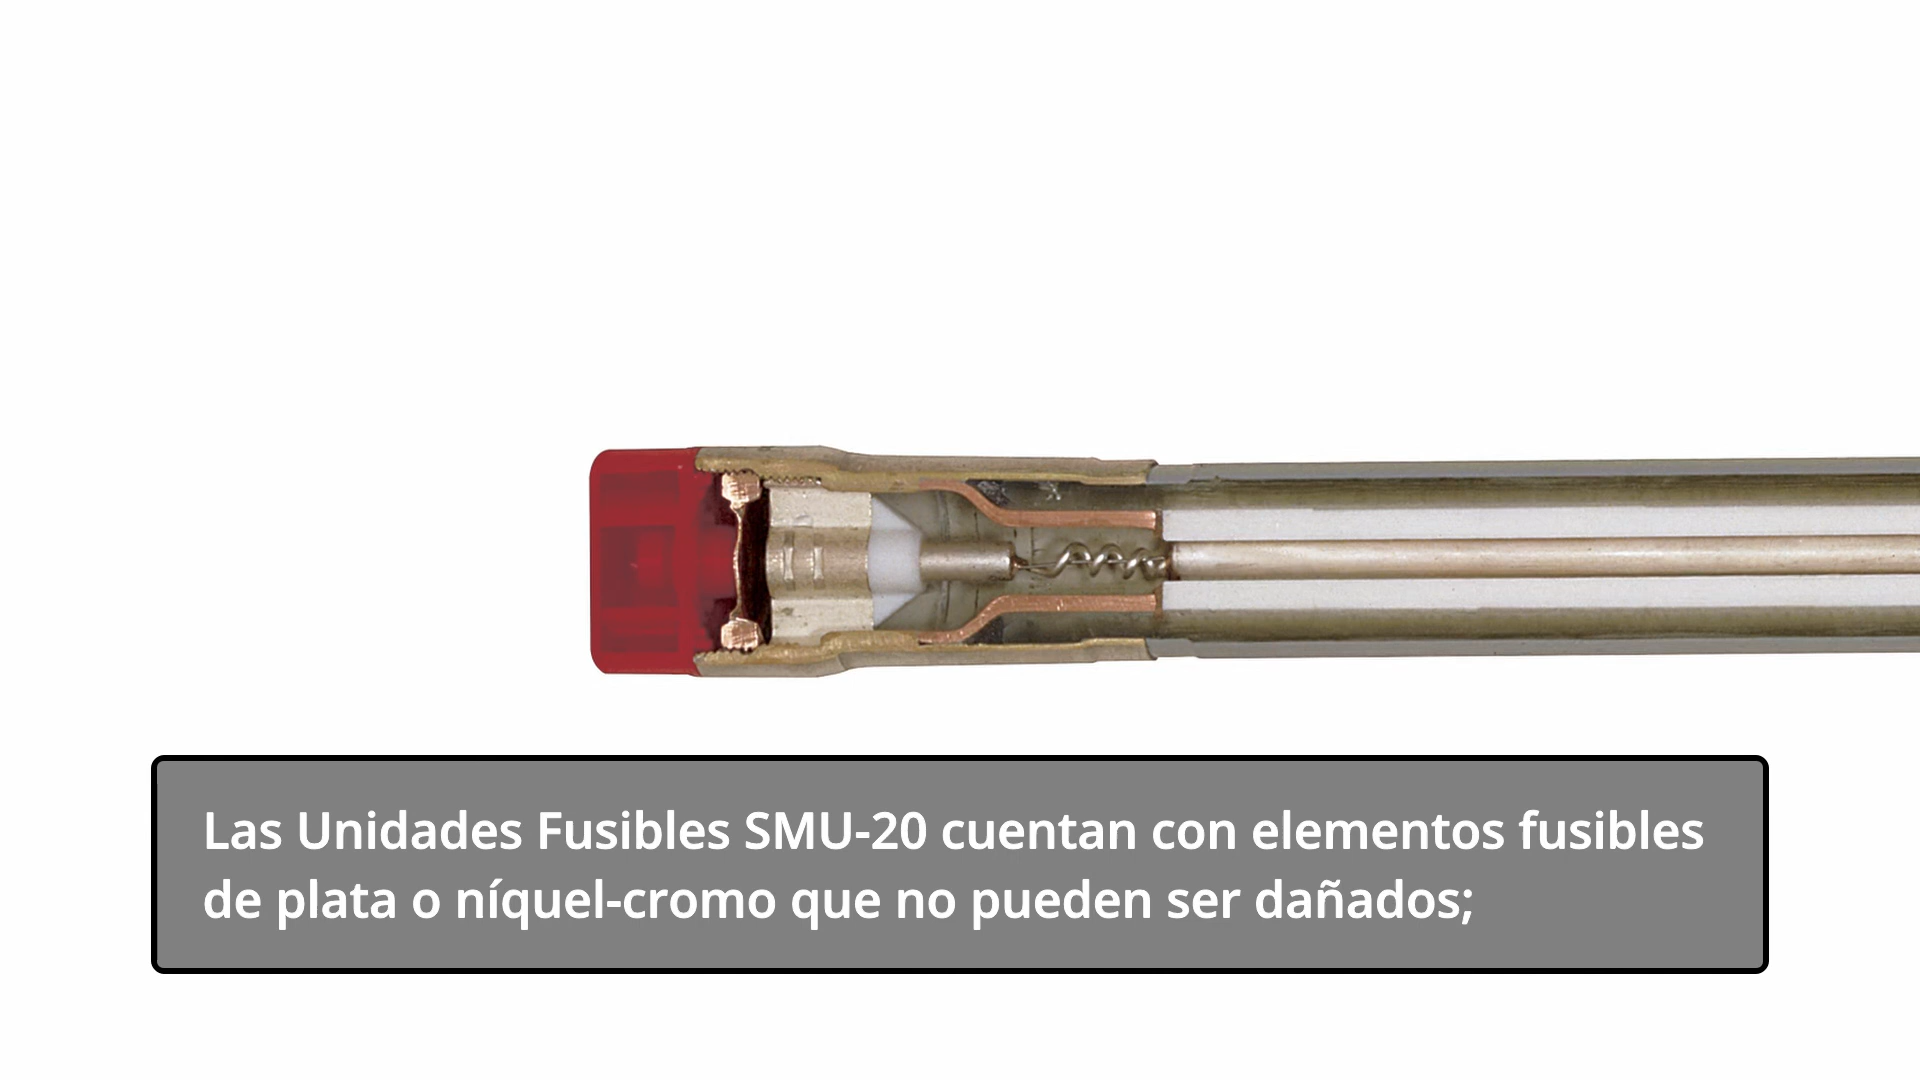 Las Unidades Fusibles SMU-20 cuentan con elementos fusibles
de plata o níquel-cromo que no pueden ser dañados;